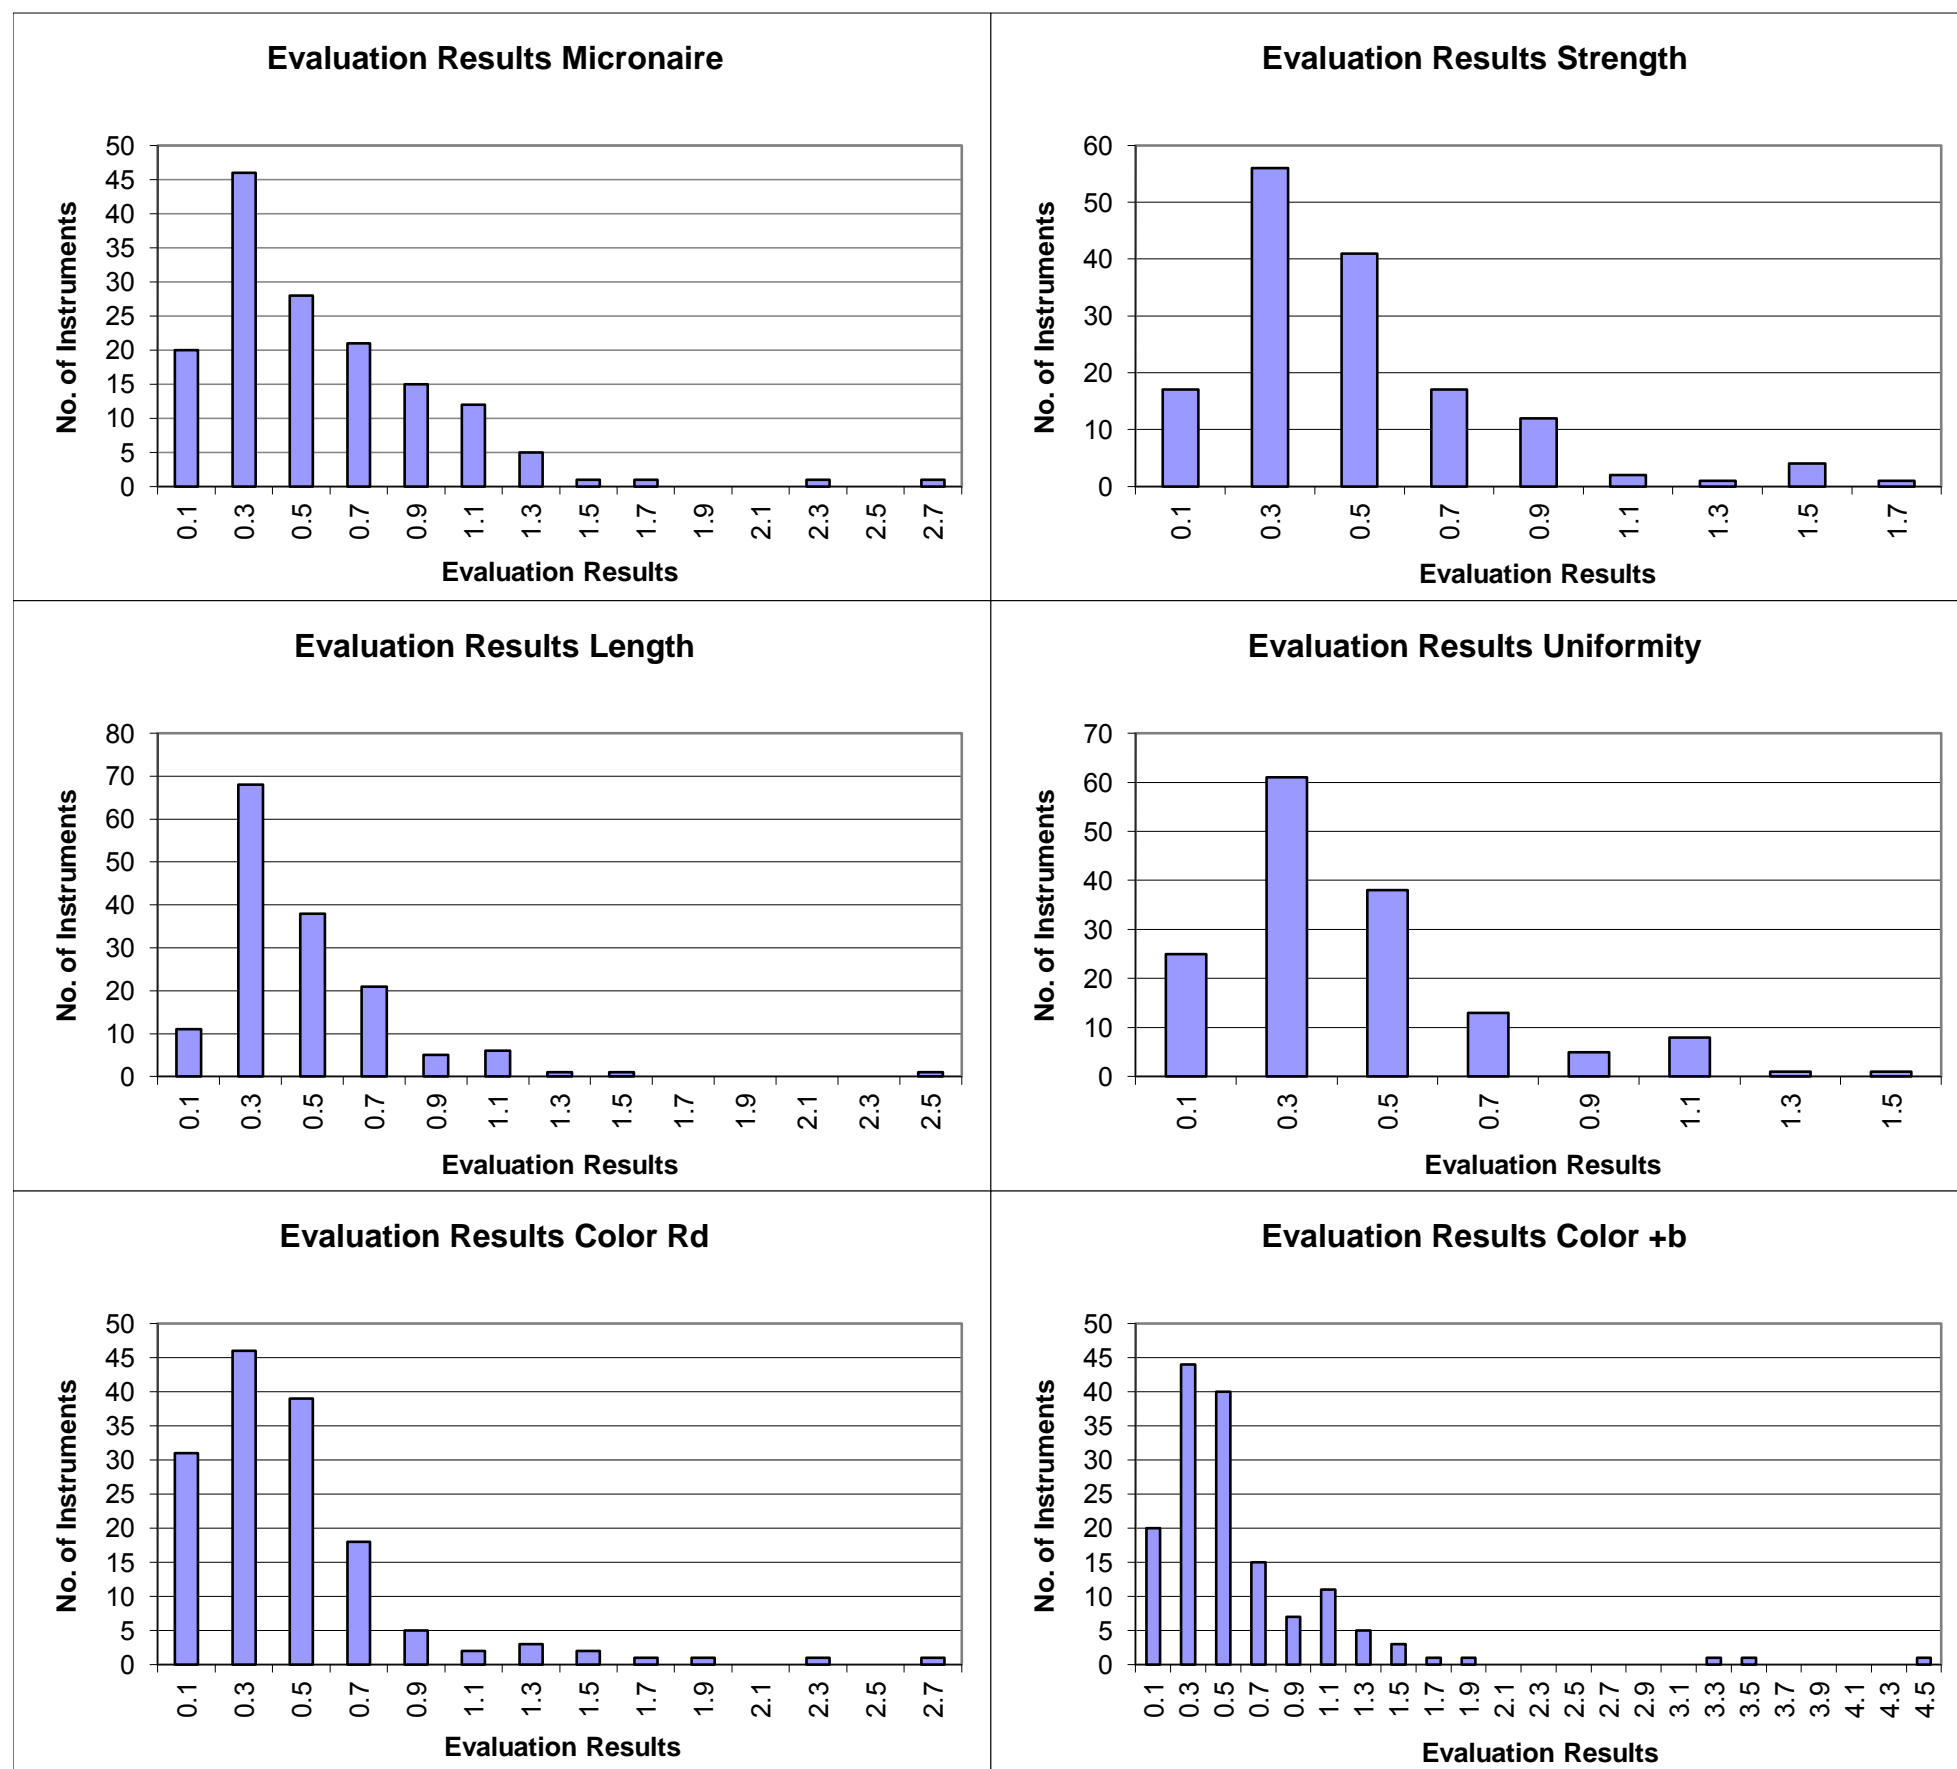 Evaluation Results Micronaire
No. of Instruments
50
45
40
35
30
25
20
15
10
5
0
0.1 0.3 0.5 0.7 0.9 1.1 1.3 1.5 1.7 1.9 2.1 2.3 2.5 2.7
Evaluation Results
Evaluation Results Strength
No. of Instruments
60
50
40
30
20
10
0
0.1 0.3 0.5 0.7 0.9 1.1 1.3 1.5 1.7
Evaluation Results
Evaluation Results Length
No. of Instruments
80
70
60
50
40
30
20
10
0
0.1 0.3 0.5 0.7 0.9 1.1 1.3 1.5 1.7 1.9 2.1 2.3 2.5
Evaluation Results
Evaluation Results Uniformity
No. of Instruments
70
60
50
40
30
20
10
0
0.1 0.3 0.5 0.7 0.9 1.1 1.3 1.5
Evaluation Results
Evaluation Results Color Rd
No. of Instruments
50
45
40
35
30
25
20
15
10
5
0
0.1 0.3 0.5 0.7 0.9 1.1 1.3 1.5 1.7 1.9 2.1 2.3 2.5 2.7
Evaluation Results
Evaluation Results Color +b
No. of Instruments
50
45
40
35
30
25
20
15
10
5
0
0.1 0.3 0.5 0.7 0.9 1.1 1.3 1.5 1.7 1.9 2.1 2.3 2.5 2.7 2.9 3.1 3.3 3.5 3.7 3.9 4.1 4.3 4.5
Evaluation Results